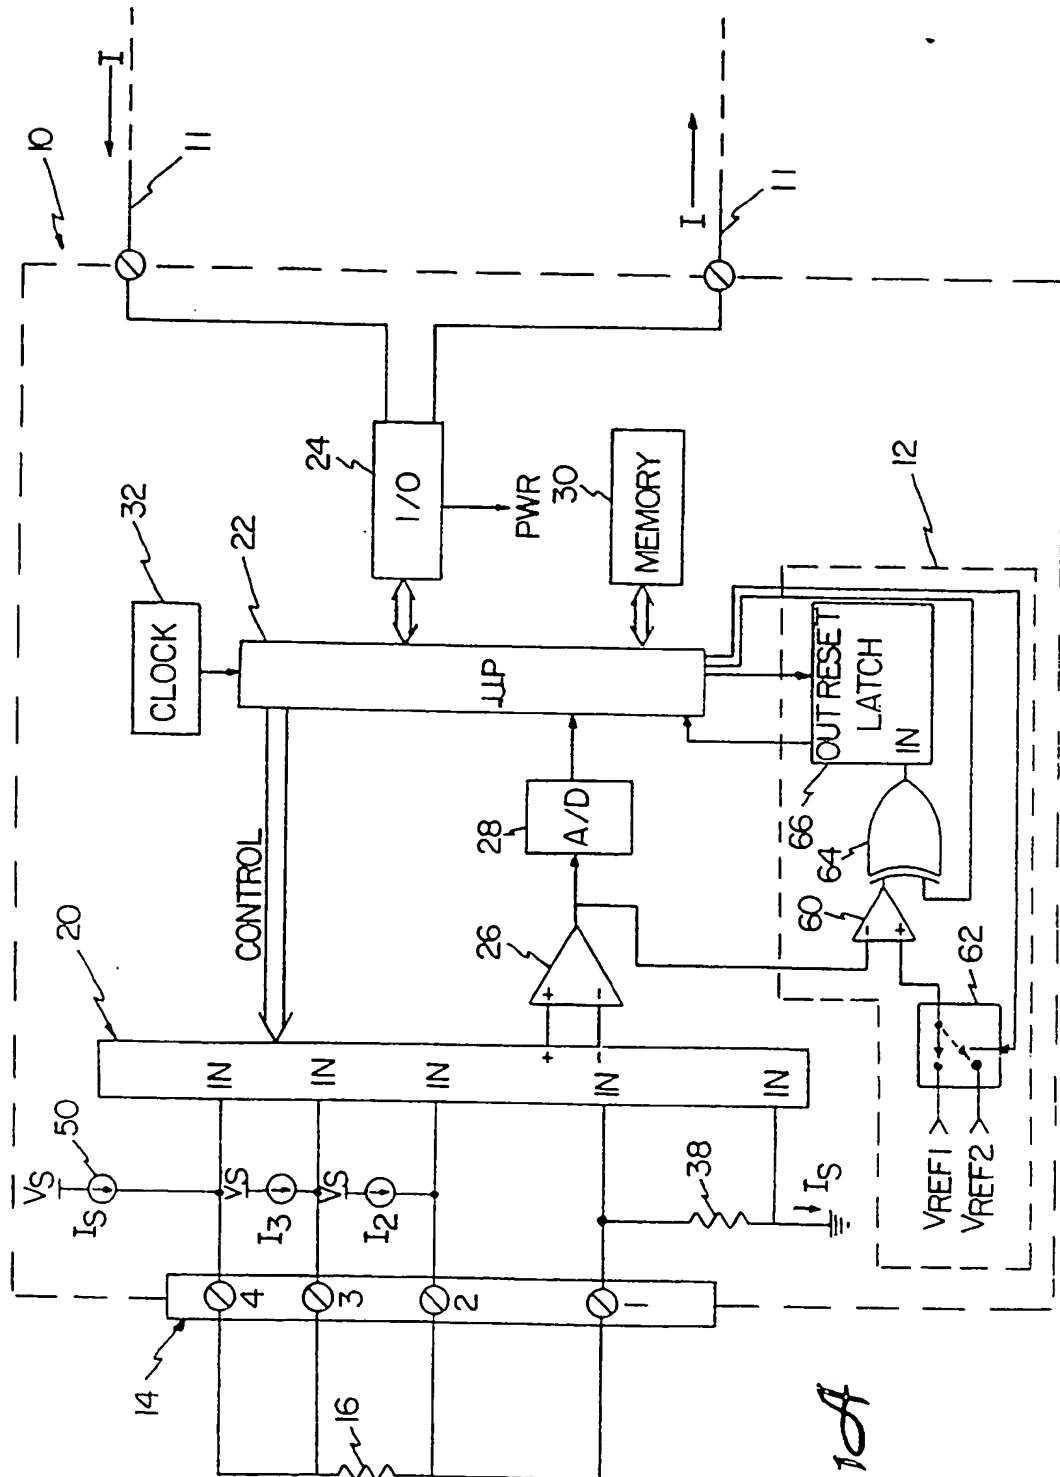 10
I
11
I
11
32
CLOCK
22
24
I/O
PWR
30
MEMORY
μP
CONTROL
20
28
A/D
26
12
OUT RESET
LATCH
IN
66
64
60
62
VREF1
VREF2
+
-
-
+
50
VS
IS
VS
I3
VS
I2
IN
IN
IN
+
-
IN
IN
38
IS
14
4
3
2
1
16
1A